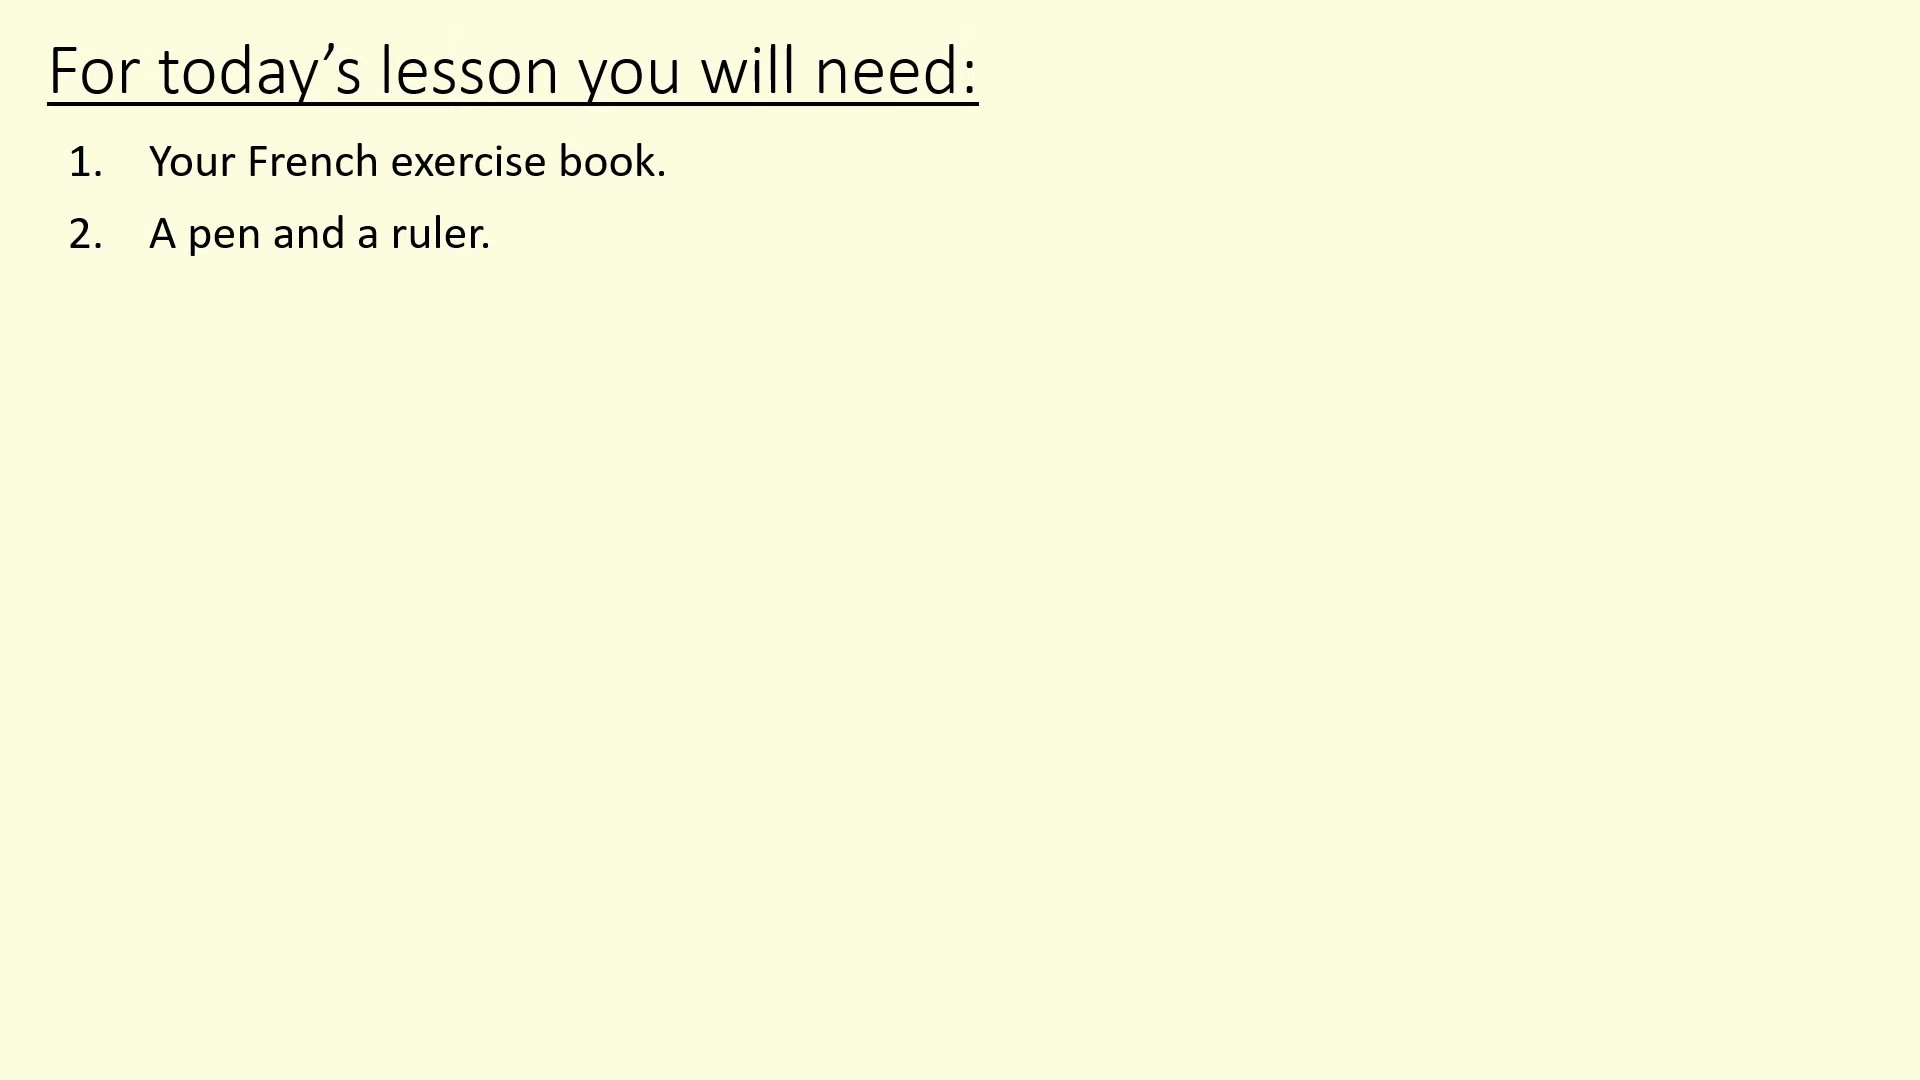 For today’s lesson you will need:
1. Your French exercise book.
2. A pen and a ruler.